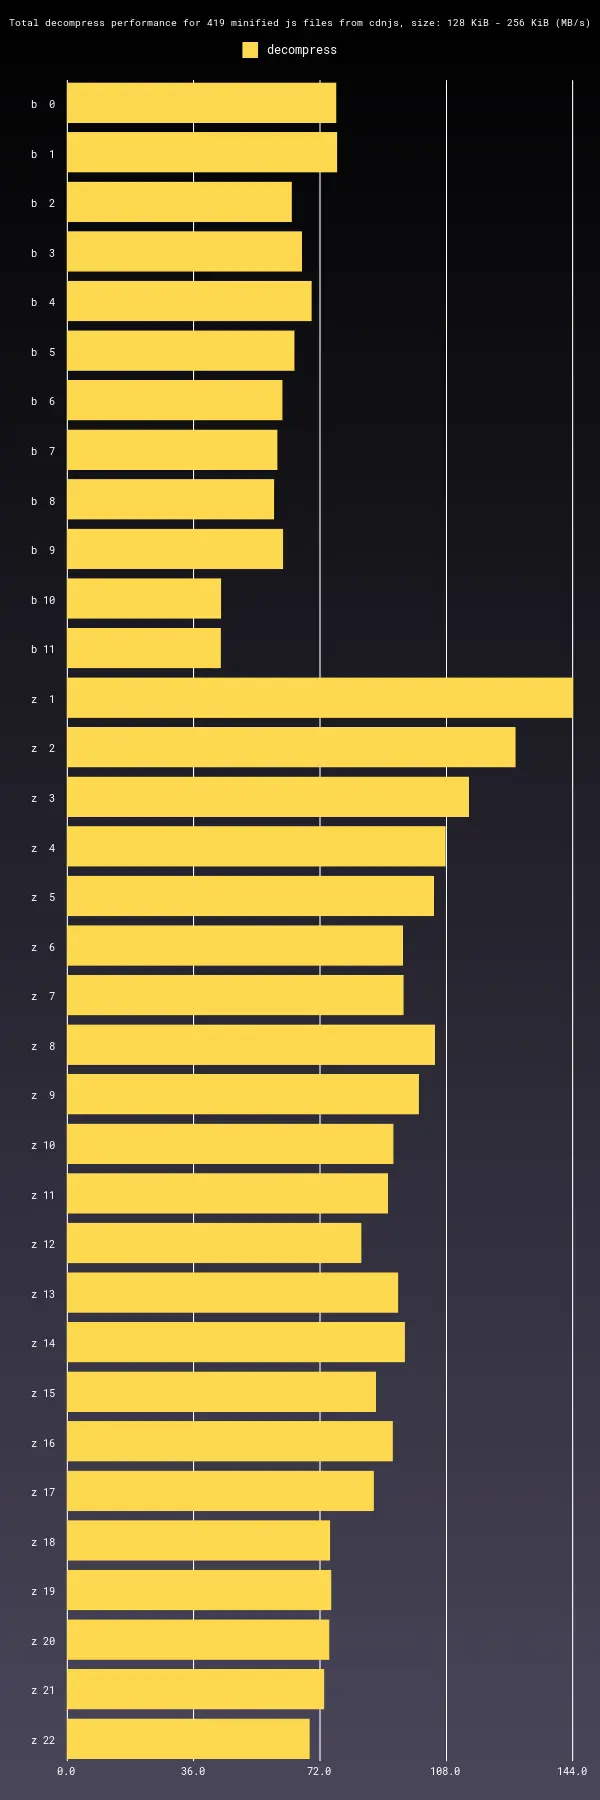 Total decompress performance for 419 minified js files from cdnjs, size: 128 KiB - 256 KiB (MB/s)
decompress
b 0
b 1
b 2
b 3
b 4
b 5
b 6
b 7
b 8
b 9
b 10
b 11
z 1
z 2
z 3
z 4
z 5
z 6
z 7
z 8
z 9
z 10
z 11
z 12
z 13
z 14
z 15
z 16
z 17
z 18
z 19
z 20
z 21
z 22
0.0 36.0 72.0 108.0 144.0